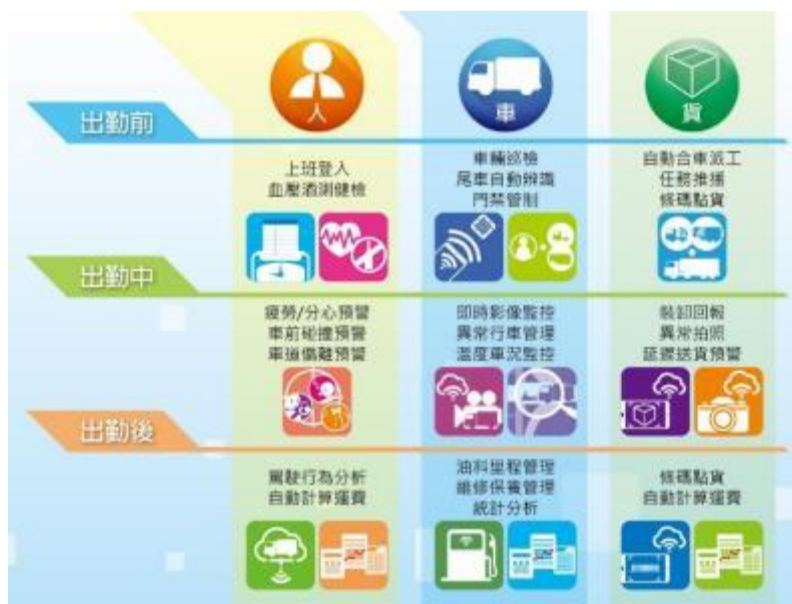 人
車
貨
出勤前
上班登入
血壓酒測健檢
車輛巡檢
尾車自動辨識
門禁管制
自動合車派工
任務推播
條碼點貨
出勤中
疲勞/分心預警
車前碰撞預警
車道偏離預警
即時影像監控
異常行車管理
溫度車況監控
裝卸回報
異常拍照
延遲送貨預警
出勤後
駕駛行為分析
自動計算運費
油料里程管理
維修保養管理
統計分析
條碼點貨
自動計算運費